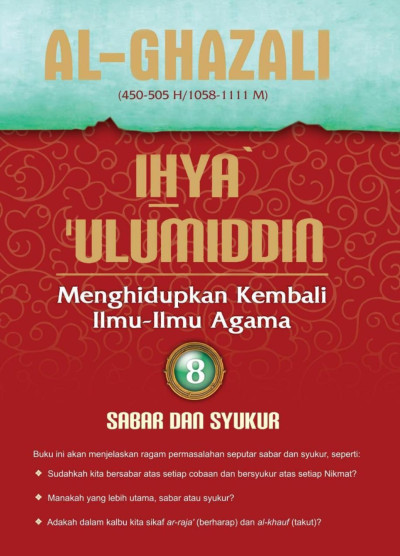 AL-GHAZALI
(450-505 H/1058-1111 M)
IHYA`
'ULUMIDDIN
Menghidupkan Kembali
Ilmu-Ilmu Agama
8
SABAR DAN SYUKUR
Buku ini akan menjelaskan ragam permasalahan seputar sabar dan syukur, seperti:
❖ Sudahkah kita bersabar atas setiap cobaan dan bersyukur atas setiap Nikmat?
❖ Manakah yang lebih utama, sabar atau syukur?
❖ Adakah dalam kalbu kita sikaf ar-raja' (berharap) dan al-khauf (takut)?